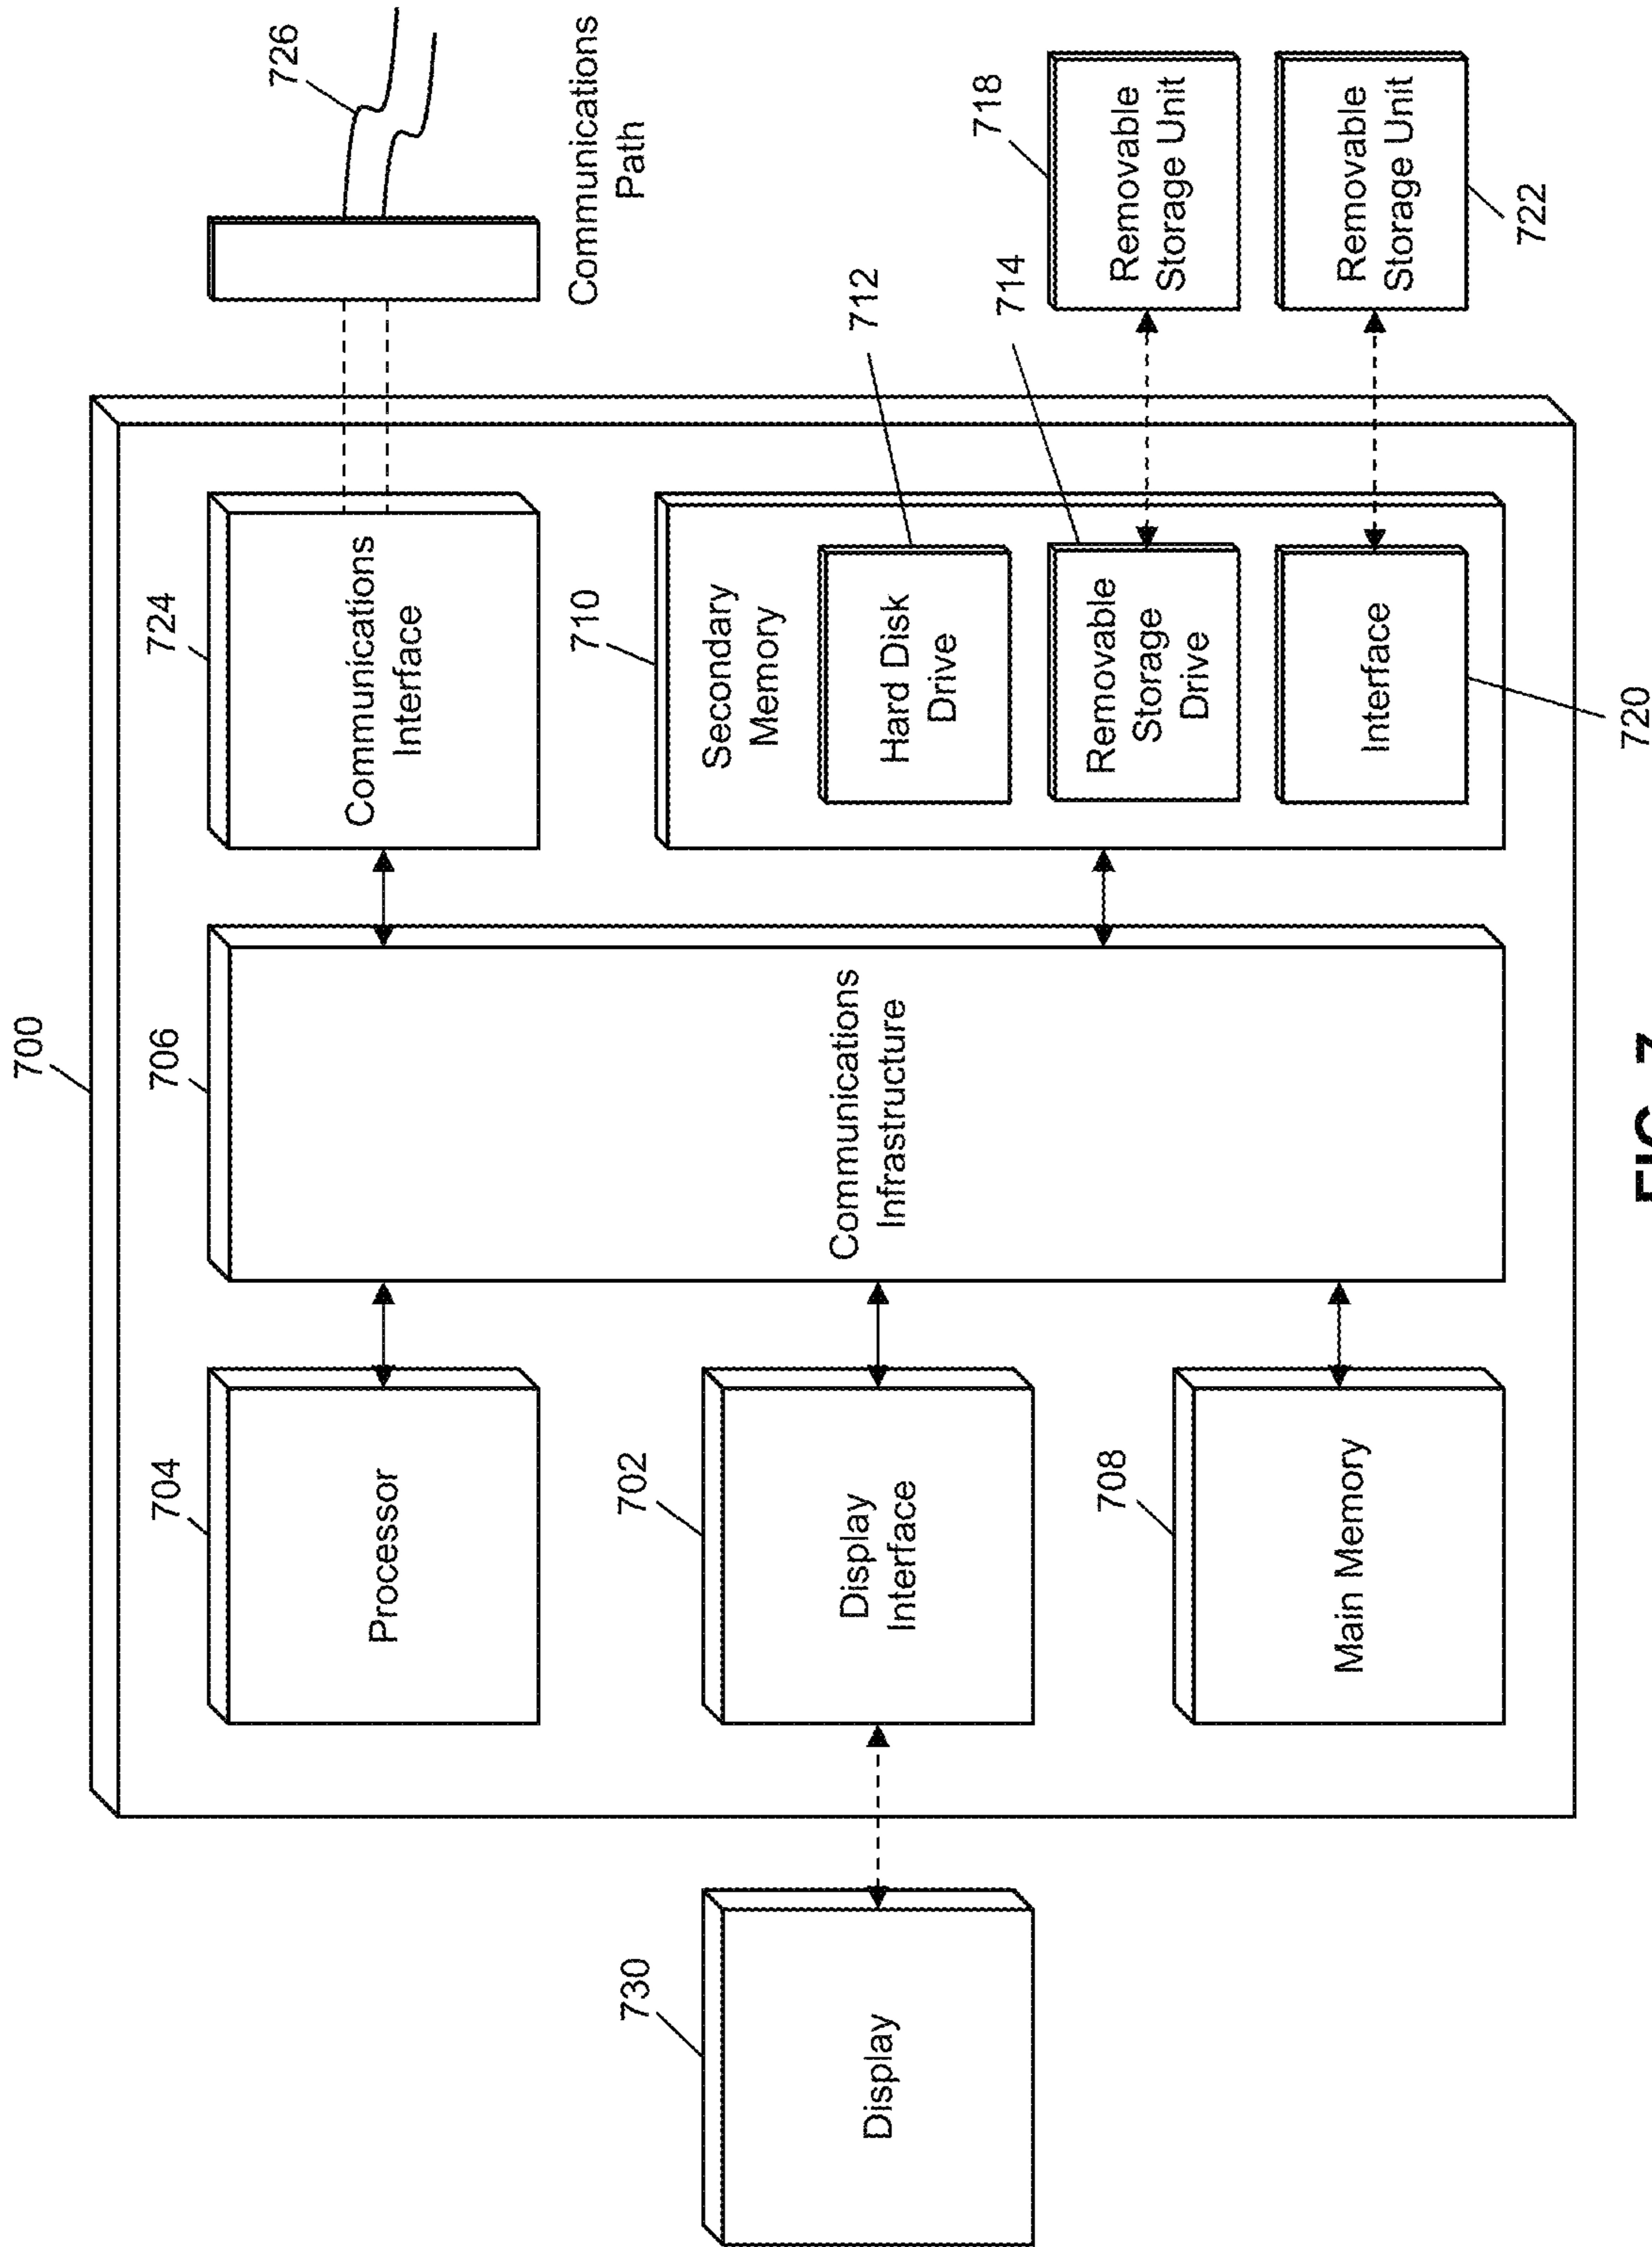 700
730
Display
704
Processor
702
Display
Interface
708
Main Memory
706
Communications
Infrastructure
724
Communications
Interface
710
Secondary
Memory
712
Hard Disk
Drive
714
Removable
Storage
Drive
Interface
720
726
Communications
Path
718
Removable
Storage Unit
Removable
Storage Unit
722
FIG. 7